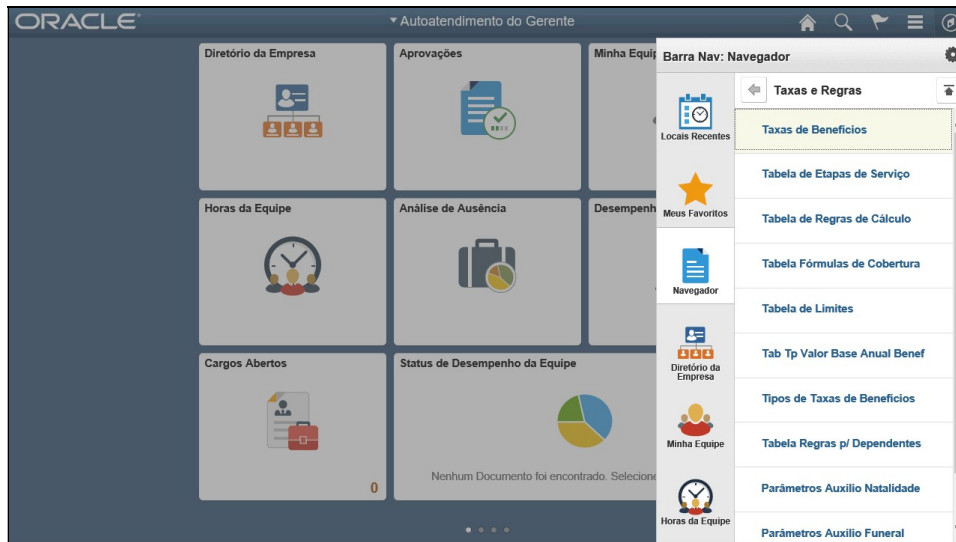 ORACLE
Autoatendimento do Gerente
Diretório da Empresa
Aprovações
Minha Equip
Horas da Equipe
Análise de Ausência
Desempenh
Cargos Abertos
0
Status de Desempenho da Equipe
Nenhum Documento foi encontrado. Selecione
Barra Nav: Navegador
Locais Recentes
Meus Favoritos
Navegador
Diretório da
Empresa
Minha Equipe
Horas da Equipe
Taxas e Regras
Taxas de Benefícios
Tabela de Etapas de Serviço
Tabela de Regras de Cálculo
Tabela Fórmulas de Cobertura
Tabela de Limites
Tab Tp Valor Base Anual Benef
Tipos de Taxas de Benefícios
Tabela Regras p/ Dependentes
Parâmetros Auxílio Natalidade
Parâmetros Auxílio Funeral